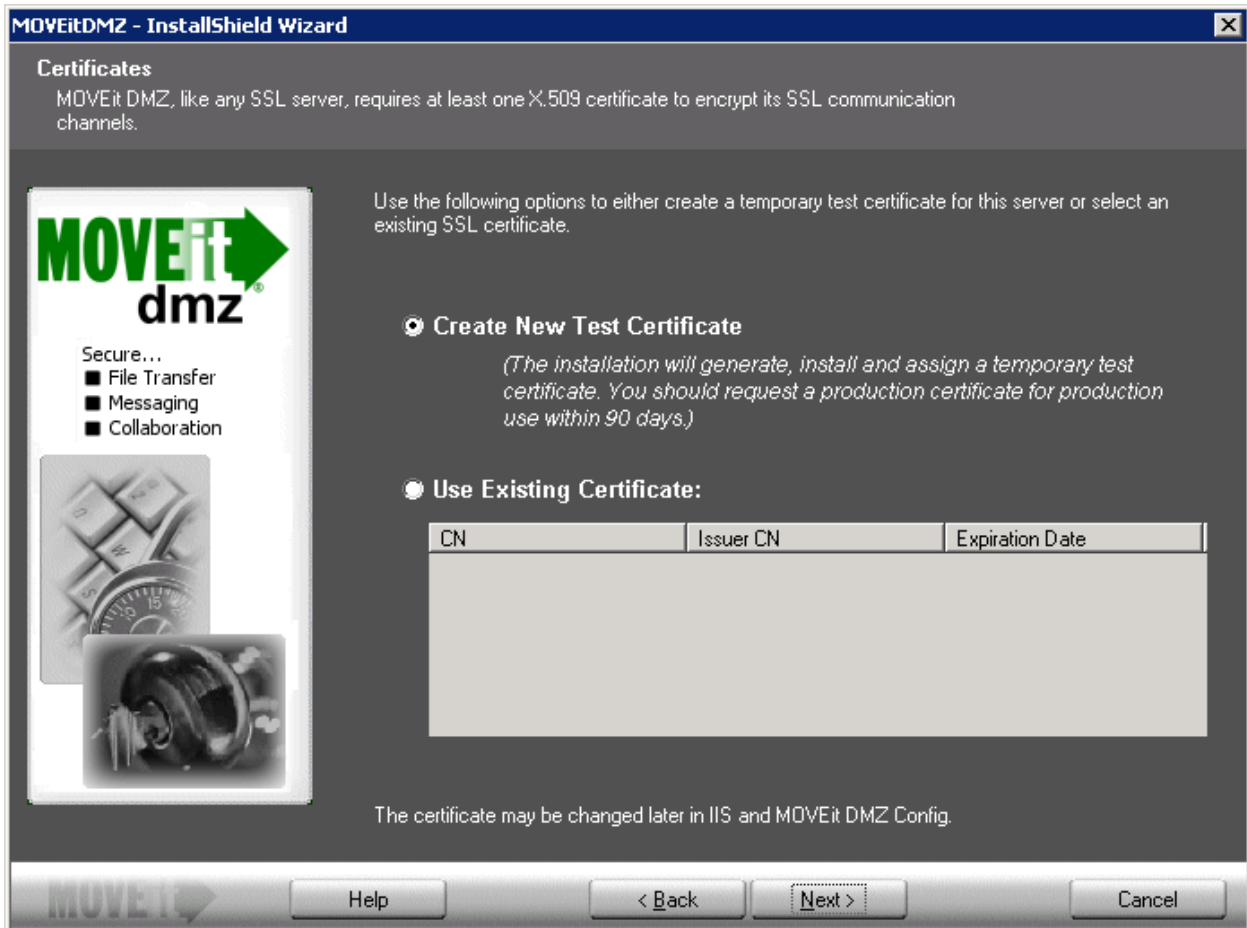 MOVEitDMZ - InstallShield Wizard
Certificates
MOVEit DMZ, like any SSL server, requires at least one X.509 certificate to encrypt its SSL communication
channels.
MOVEit
dmz®
Secure...
File Transfer
Messaging
Collaboration
Use the following options to either create a temporary test certificate for this server or select an
existing SSL certificate.
Create New Test Certificate
(The installation will generate, install and assign a temporary test
certificate. You should request a production certificate for production
use within 90 days.)
Use Existing Certificate:
CN Issuer CN Expiration Date
The certificate may be changed later in IIS and MOVEit DMZ Config.
MOVEit Help < Back Next > Cancel